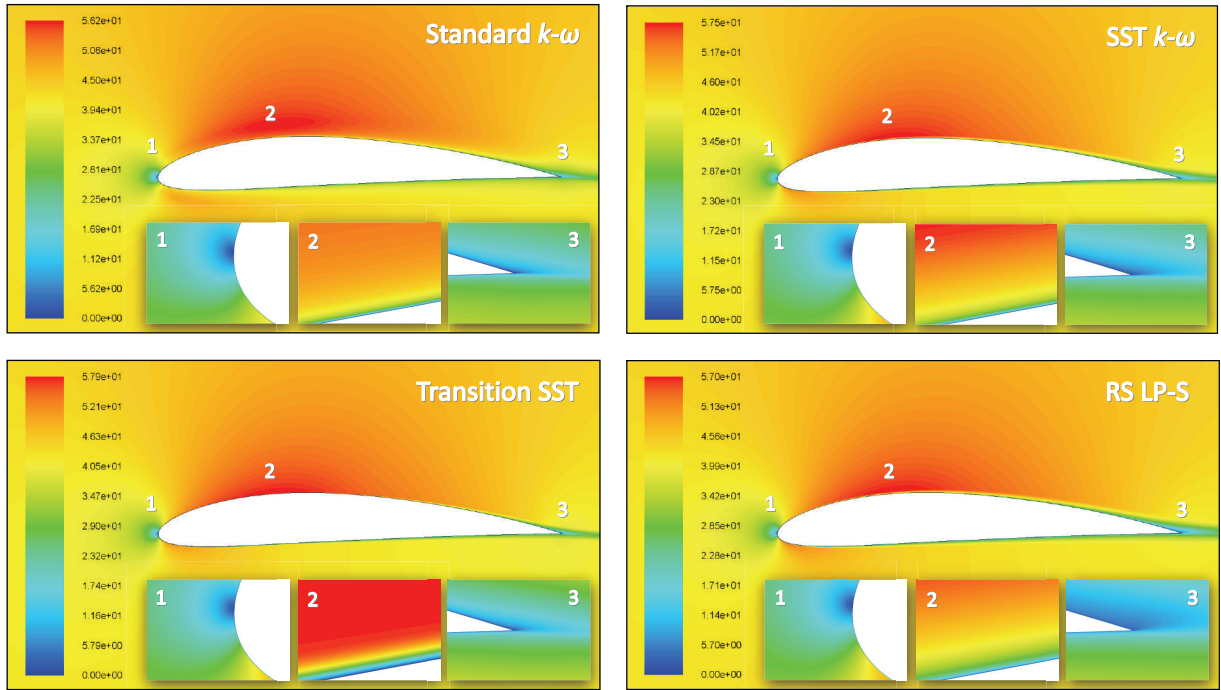 Standard k-ω
5.62e+01
5.06e+01
4.50e+01
3.94e+01
3.37e+01
2.81e+01
2.25e+01
1.69e+01
1.12e+01
5.62e+00
0.00e+00
1
2
3
1
2
3
SST k-ω
5.75e+01
5.17e+01
4.60e+01
4.02e+01
3.45e+01
2.87e+01
2.30e+01
1.72e+01
1.15e+01
5.75e+00
0.00e+00
1
2
3
1
2
3
Transition SST
5.79e+01
5.21e+01
4.63e+01
4.05e+01
3.47e+01
2.90e+01
2.32e+01
1.74e+01
1.16e+01
5.79e+00
0.00e+00
1
2
3
1
2
3
RS LP-S
5.70e+01
5.13e+01
4.56e+01
3.99e+01
3.42e+01
2.85e+01
2.28e+01
1.71e+01
1.14e+01
5.70e+00
0.00e+00
1
2
3
1
2
3